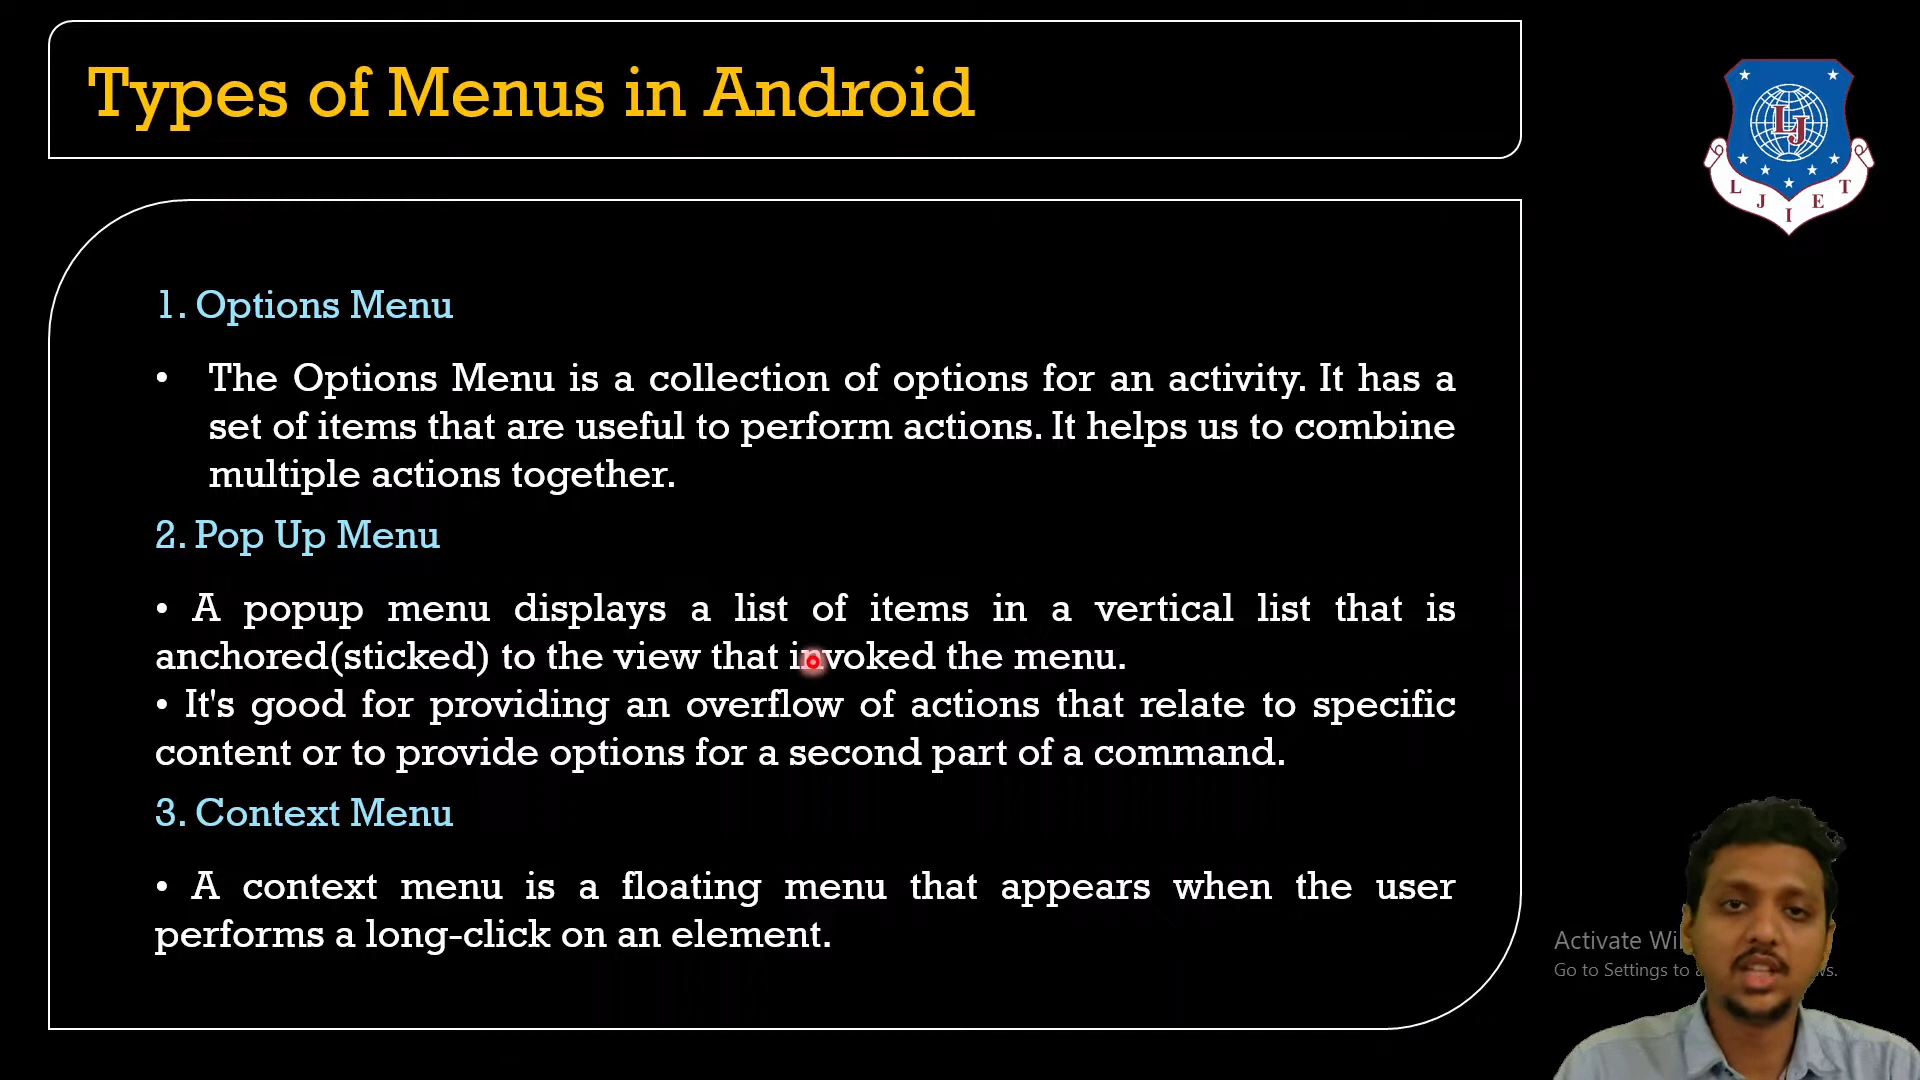 Types of Menus in Android
LJ
L J I E T
1. Options Menu
• The Options Menu is a collection of options for an activity. It has a
set of items that are useful to perform actions. It helps us to combine
multiple actions together.
2. Pop Up Menu
• A popup menu displays a list of items in a vertical list that is
anchored(sticked) to the view that invoked the menu.
• It's good for providing an overflow of actions that relate to specific
content or to provide options for a second part of a command.
3. Context Menu
• A context menu is a floating menu that appears when the user
performs a long-click on an element.
Activate
Go to Settings to